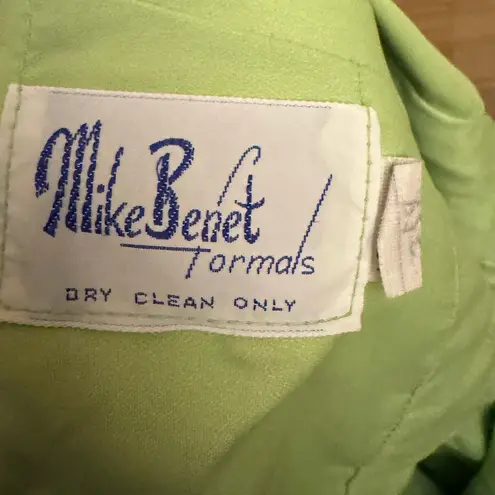 Mike Benet
Formals
DRY CLEAN ONLY